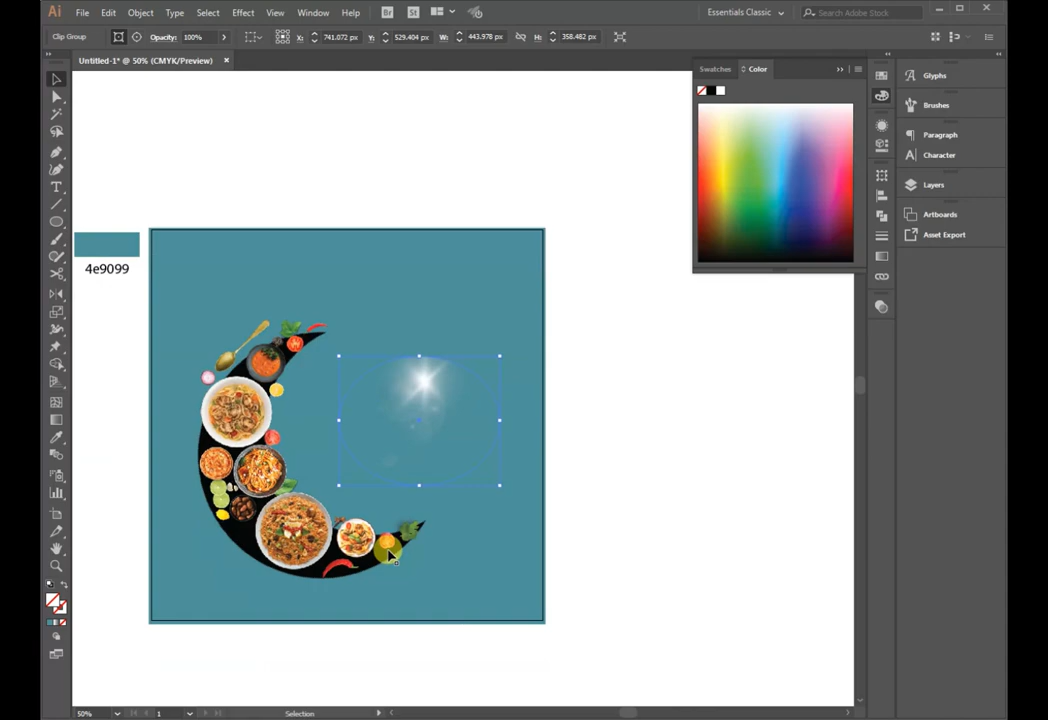 Ai File Edit Object Type Select Effect View Window Help Br St Essentials Classic Search Adobe Stock
Clip Group Opacity: 100% X: 741.072 px Y: 529.404 px W: 443.978 px H: 358.482 px
Untitled-1* @ 50% (CMYK/Preview)
Swatches Color
Glyphs
Brushes
Paragraph
Character
Layers
Artboards
Asset Export
4e9099
50% 1 Selection